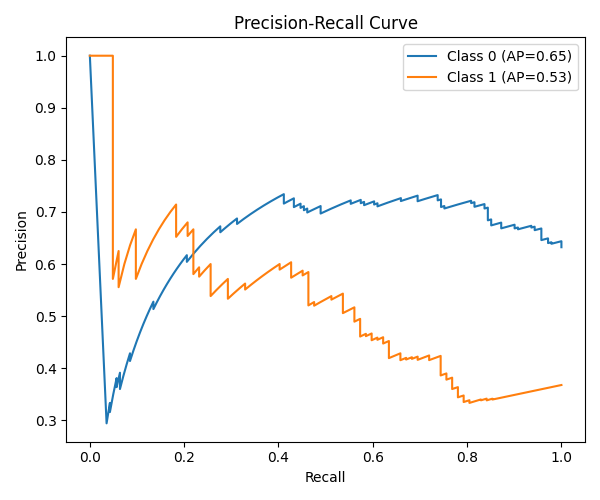 Precision-Recall Curve
Class 0 (AP=0.65)
Class 1 (AP=0.53)
Precision
1.0
0.9
0.8
0.7
0.6
0.5
0.4
0.3
0.0 0.2 0.4 0.6 0.8 1.0
Recall